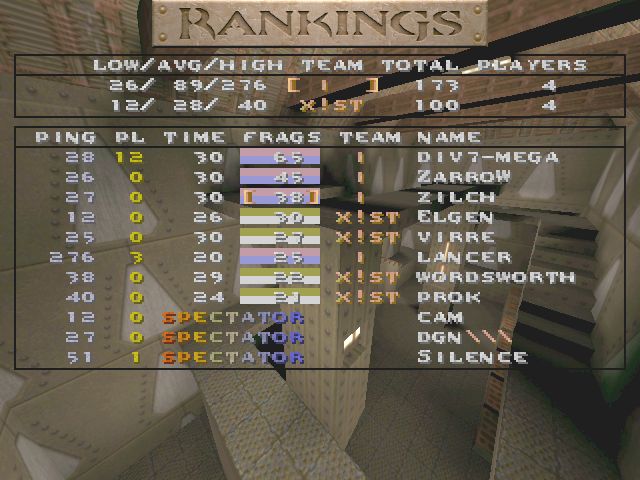 RANKINGS
LOW/AVG/HIGH TEAM TOTAL PLAYERS
26/ 89/276 [ I ] 173 4
12/ 28/ 40 X!ST 100 4
PING PL TIME FRAGS TEAM NAME
28 12 30 65 I DIV7-MEGA
26 0 30 45 I ZARROW
27 0 30 [ 38 ] I ZILCH
12 0 26 30 X!ST ELGEN
25 0 30 27 X!ST VIRRE
276 3 20 25 I LANCER
38 0 29 22 X!ST WORDSWORTH
40 0 24 21 X!ST PROK
12 0 SPECTATOR CAM
27 0 SPECTATOR DGN\\\
51 1 SPECTATOR SILENCE